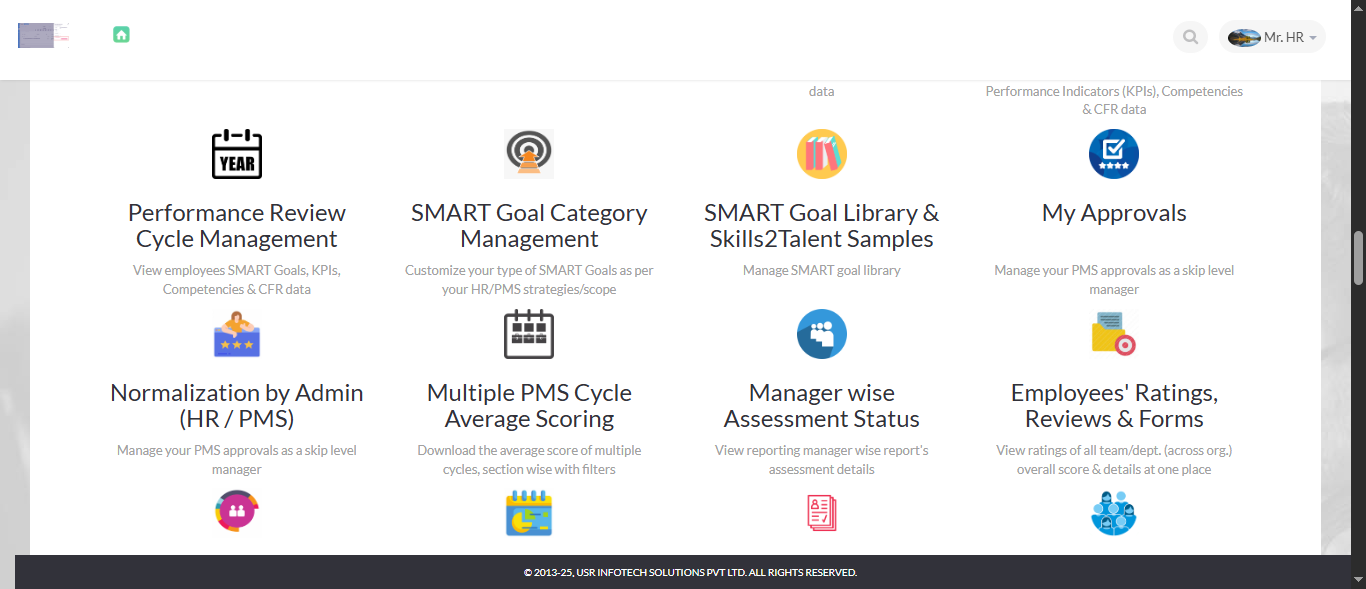 Mr. HR
data
Performance Indicators (KPIs), Competencies
& CFR data
YEAR
Performance Review
Cycle Management
View employees SMART Goals, KPIs,
Competencies & CFR data
SMART Goal Category
Management
Customize your type of SMART Goals as per
your HR/PMS strategies/scope
SMART Goal Library &
Skills2Talent Samples
Manage SMART goal library
My Approvals
Manage your PMS approvals as a skip level
manager
Normalization by Admin
(HR / PMS)
Manage your PMS approvals as a skip level
manager
Multiple PMS Cycle
Average Scoring
Download the average score of multiple
cycles, section wise with filters
Manager wise
Assessment Status
View reporting manager wise report's
assessment details
Employees' Ratings,
Reviews & Forms
View ratings of all team/dept. (across org.)
overall score & details at one place
© 2013-25, USR INFOTECH SOLUTIONS PVT LTD. ALL RIGHTS RESERVED.